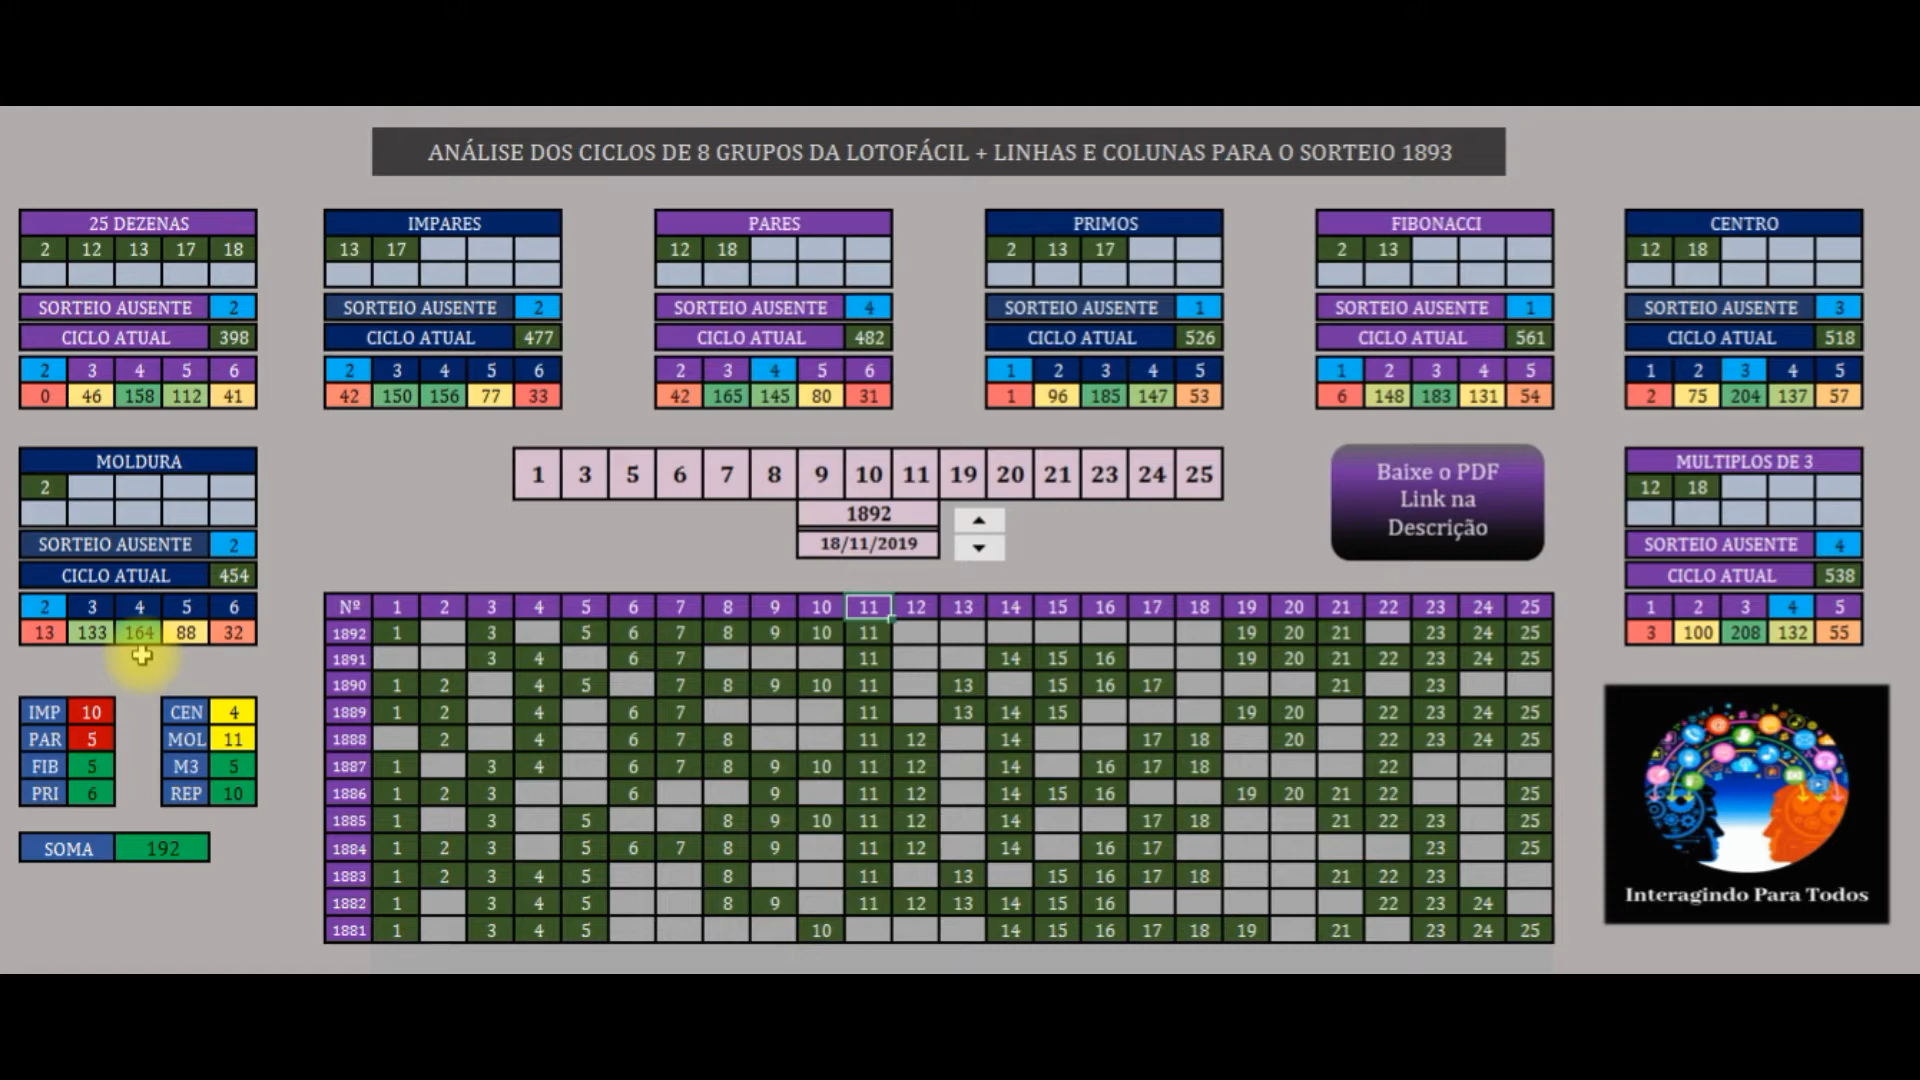 ANÁLISE DOS CICLOS DE 8 GRUPOS DA LOTOFÁCIL + LINHAS E COLUNAS PARA O SORTEIO 1893
25 DEZENAS
2 12 13 17 18
SORTEIO AUSENTE 2
CICLO ATUAL 398
2 3 4 5 6
0 46 158 112 41
IMPARES
13 17
SORTEIO AUSENTE 2
CICLO ATUAL 477
2 3 4 5 6
42 150 156 77 33
PARES
12 18
SORTEIO AUSENTE 4
CICLO ATUAL 482
2 3 4 5 6
42 165 145 80 31
PRIMOS
2 13 17
SORTEIO AUSENTE 1
CICLO ATUAL 526
1 2 3 4 5
1 96 185 147 53
FIBONACCI
2 13
SORTEIO AUSENTE 1
CICLO ATUAL 561
1 2 3 4 5
6 148 183 131 54
CENTRO
12 18
SORTEIO AUSENTE 3
CICLO ATUAL 518
1 2 3 4 5
2 75 204 137 57
MOLDURA
2
SORTEIO AUSENTE 2
CICLO ATUAL 454
2 3 4 5 6
13 133 164 88 32
1 3 5 6 7 8 9 10 11 19 20 21 23 24 25
1892
18/11/2019
Baixe o PDF
Link na
Descrição
MULTIPLOS DE 3
12 18
SORTEIO AUSENTE 4
CICLO ATUAL 538
1 2 3 4 5
3 100 208 132 55
IMP 10 CEN 4
PAR 5 MOL 11
FIB 5 M3 5
PRI 6 REP 10
SOMA 192
Nº 1 2 3 4 5 6 7 8 9 10 11 12 13 14 15 16 17 18 19 20 21 22 23 24 25
1892 1 3 5 6 7 8 9 10 11 19 20 21 23 24 25
1891 3 4 6 7 11 14 15 16 19 20 21 22 23 24 25
1890 1 2 4 5 7 8 9 10 11 13 15 16 17 21 23
1889 1 2 4 6 7 11 13 14 15 19 20 22 23 24 25
1888 2 4 6 7 8 11 12 14 17 18 20 22 23 24 25
1887 1 3 4 6 7 8 9 10 11 12 14 16 17 18 22
1886 1 2 3 6 9 11 12 14 15 16 19 20 21 22 25
1885 1 3 5 8 9 10 11 12 14 17 18 21 22 23 25
1884 1 2 3 5 6 7 8 9 11 12 14 16 17 23 25
1883 1 2 3 4 5 8 11 13 15 16 17 18 21 22 23
1882 1 3 4 5 8 9 11 12 13 14 15 16 22 23 24
1881 1 3 4 5 10 14 15 16 17 18 19 21 23 24 25
Interagindo Para Todos